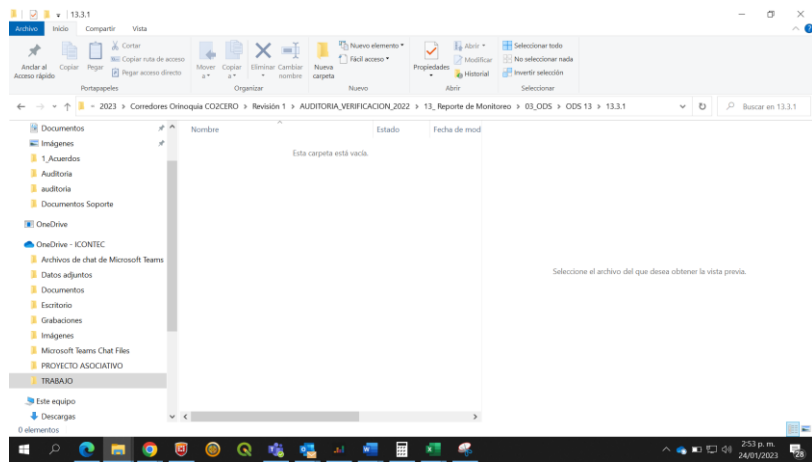 13.3.1
Archivo Inicio Compartir Vista
Anclar al Acceso rápido
Copiar
Pegar
Cortar
Copiar ruta de acceso
Pegar acceso directo
Portapapeles
Mover a
Copiar a
Eliminar
Cambiar nombre
Organizar
Nueva carpeta
Nuevo elemento
Fácil acceso
Nuevo
Propiedades
Abrir
Modificar
Historial
Abrir
Seleccionar todo
No seleccionar nada
Invertir selección
Seleccionar
2023 > Corredores Orinoquia CO2CERO > Revisión 1 > AUDITORIA_VERIFICACION_2022 > 13_ Reporte de Monitoreo > 03_ODS > ODS 13 > 13.3.1
Buscar en 13.3.1
Documentos
Imágenes
1_Acuerdos
Auditoria
auditoria
Documentos Soporte
OneDrive
OneDrive - ICONTEC
Archivos de chat de Microsoft Teams
Datos adjuntos
Documentos
Escritorio
Grabaciones
Imágenes
Microsoft Teams Chat Files
PROYECTO ASOCIATIVO
TRABAJO
Este equipo
Descargas
0 elementos
Nombre Estado Fecha de mod
Esta carpeta está vacía.
Seleccione el archivo del que desea obtener la vista previa.
2:53 p. m.
24/01/2023
28